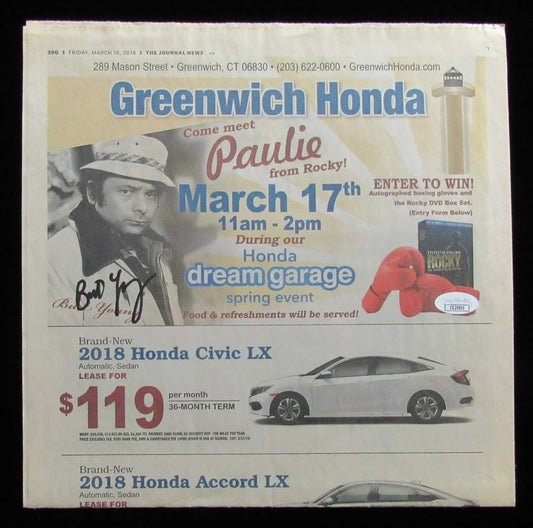 20G FRIDAY, MARCH 16, 2018 THE JOURNAL NEWS
289 Mason Street • Greenwich, CT 06830 • (203) 622-0600 • GreenwichHonda.com
Greenwich Honda
Come meet
Paulie
from Rocky!
March 17th
11am - 2pm
During our
Honda
dream garage
spring event
Food & refreshments will be served!
ENTER TO WIN!
Autographed boxing gloves and
the Rocky DVD Box Set.
(Entry Form Below)
ROCKY
Burt Young
Burt Young
Brand-New
2018 Honda Civic LX
Automatic, Sedan
LEASE FOR
$119
per month
36-MONTH TERM
Brand-New
2018 Honda Accord LX
Automatic, Sedan
LEASE FOR